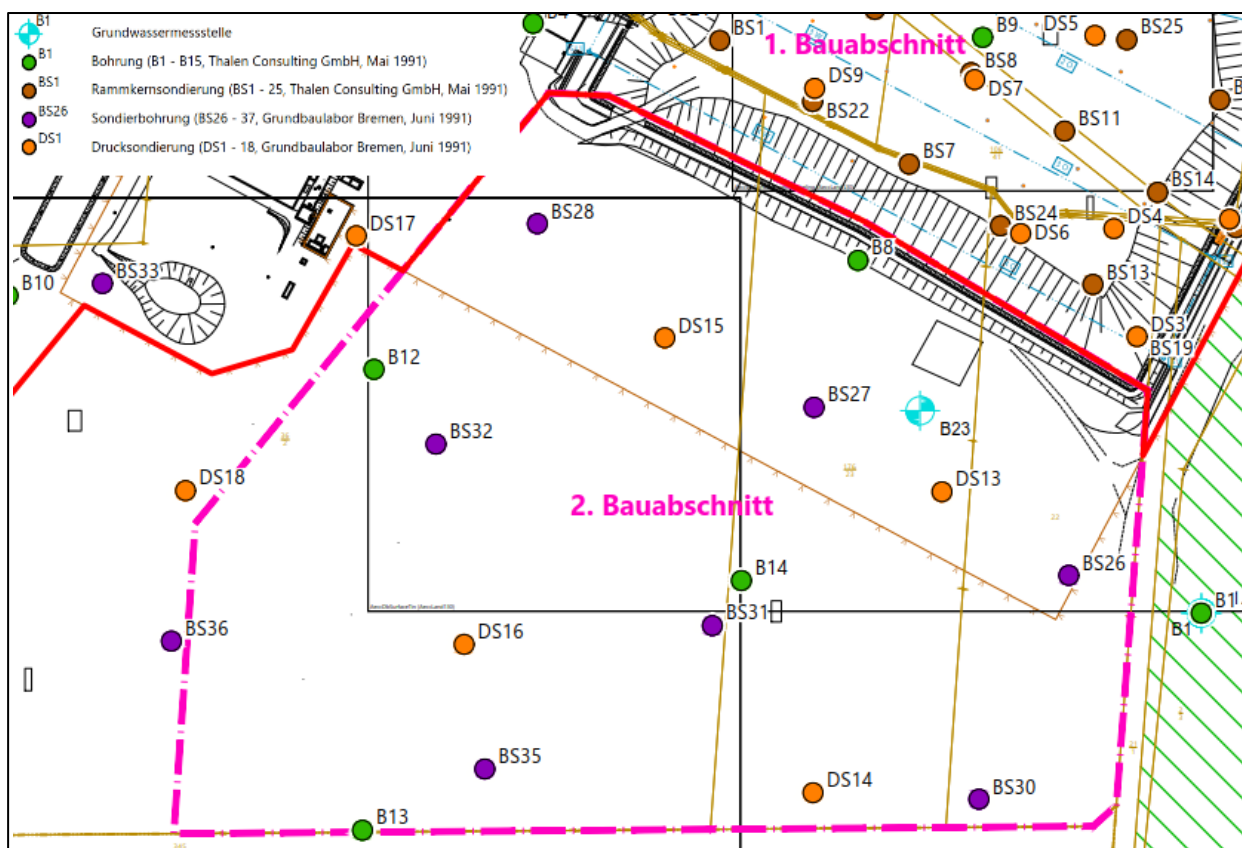 B1
Grundwassermessstelle
B1
Bohrung (B1 - B15, Thalen Consulting GmbH, Mai 1991)
BS1
Rammkernsondierung (BS1 - 25, Thalen Consulting GmbH, Mai 1991)
BS26
Sondierbohrung (BS26 - 37, Grundbaulabor Bremen, Juni 1991)
DS1
Drucksondierung (DS1 - 18, Grundbaulabor Bremen, Juni 1991)
BS1
1. Bauabschnitt
B9
DS5
BS25
BS8
DS9
DS7
BS22
BS11
BS7
BS14
BS24
DS4
DS6
BS28
DS17
B8
BS13
BS33
B10
DS15
DS3
BS19
B12
BS27
B23
BS32
DS18
2. Bauabschnitt
DS13
22
B14
BS26
BS31
B1
B1
BS36
DS16
BS35
DS14
BS30
B13